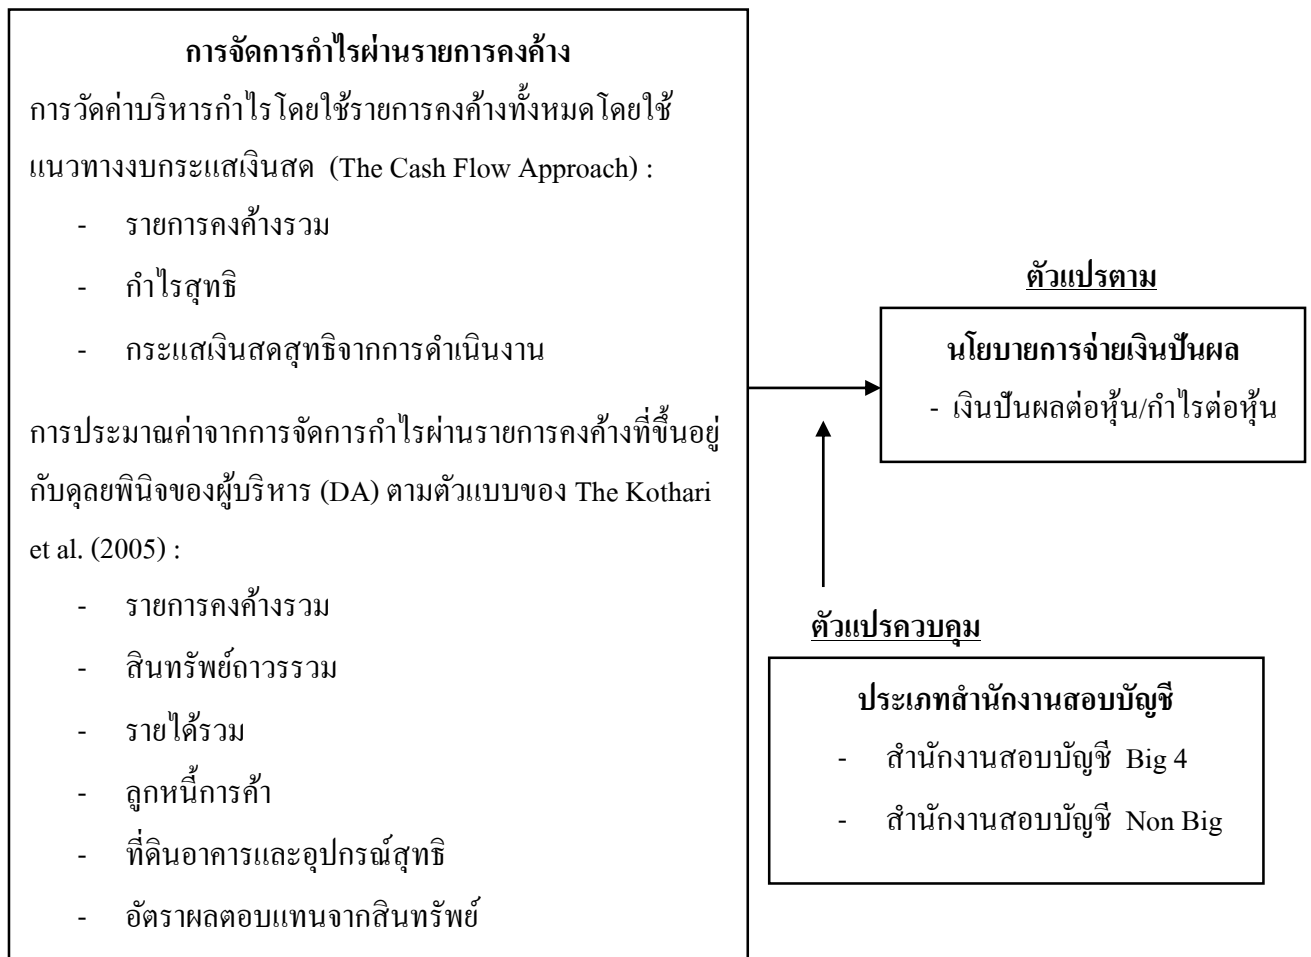 การจัดการกำไรผ่านรายการคงค้าง
การวัดค่าบริหารกำไรโดยใช้รายการคงค้างทั้งหมดโดยใช้
แนวทางงบกระแสเงินสด (The Cash Flow Approach) :
- รายการคงค้างรวม
- กำไรสุทธิ
- กระแสเงินสดสุทธิจากการดำเนินงาน
การประมาณค่าจากการจัดการกำไรผ่านรายการคงค้างที่ขึ้นอยู่
กับดุลยพินิจของผู้บริหาร (DA) ตามตัวแบบของ The Kothari
et al. (2005) :
- รายการคงค้างรวม
- สินทรัพย์ถาวรรวม
- รายได้รวม
- ลูกหนี้การค้า
- ที่ดินอาคารและอุปกรณ์สุทธิ
- อัตราผลตอบแทนจากสินทรัพย์
ตัวแปรตาม
นโยบายการจ่ายเงินปันผล
- เงินปันผลต่อหุ้น/กำไรต่อหุ้น
ตัวแปรควบคุม
ประเภทสำนักงานสอบบัญชี
- สำนักงานสอบบัญชี Big 4
- สำนักงานสอบบัญชี Non Big